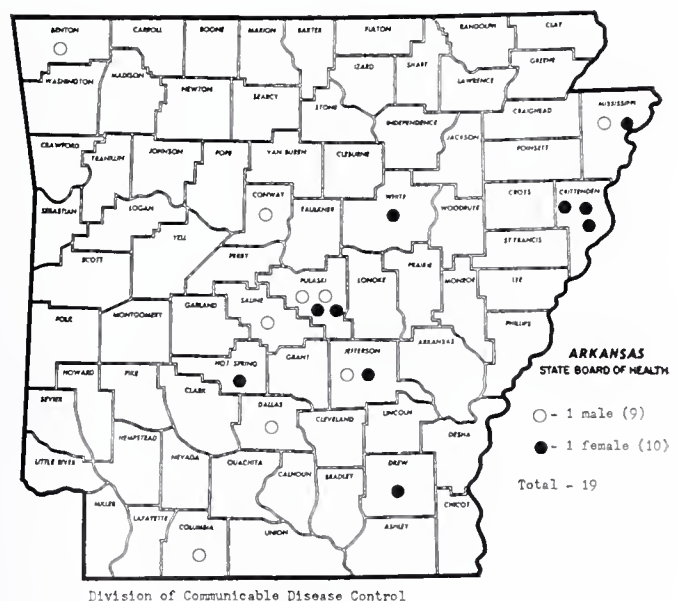 BENTON
CARROLL
BOONE
MARION
BAXTER
FULTON
RANDOLPH
CLAY
WASHINGTON
MADISON
NEWTON
SEARCY
STONE
IZARD
SHARP
LAWRENCE
GREENE
MISSISSIPPI
CRAWFORD
FRANKLIN
JOHNSON
POPE
VAN BUREN
CLEBURNE
INDEPENDENCE
JACKSON
CRAIGHEAD
POINSETT
SEBASTIAN
LOGAN
CONWAY
FAULKNER
WHITE
WOODRUFF
CROSS
CRITTENDEN
SCOTT
YELL
PERRY
ST FRANCIS
PULASKI
LONOKE
PRAIRIE
MONROE
LEE
POLK
MONTGOMERY
GARLAND
SALINE
PHILLIPS
HOWARD
PIKE
HOT SPRING
GRANT
JEFFERSON
ARKANSAS
ARKANSAS
STATE BOARD OF HEALTH
SEVIER
CLARK
DALLAS
CLEVELAND
LINCOLN
DESHA
- 1 male (9)
- 1 female (10)
Total - 19
LITTLE RIVER
HEMPSTEAD
NEVADA
OUACHITA
CALHOUN
BRADLEY
DREW
CHICOT
MILLER
LAFAYETTE
COLUMBIA
UNION
ASHLEY
Division of Communicable Disease Control